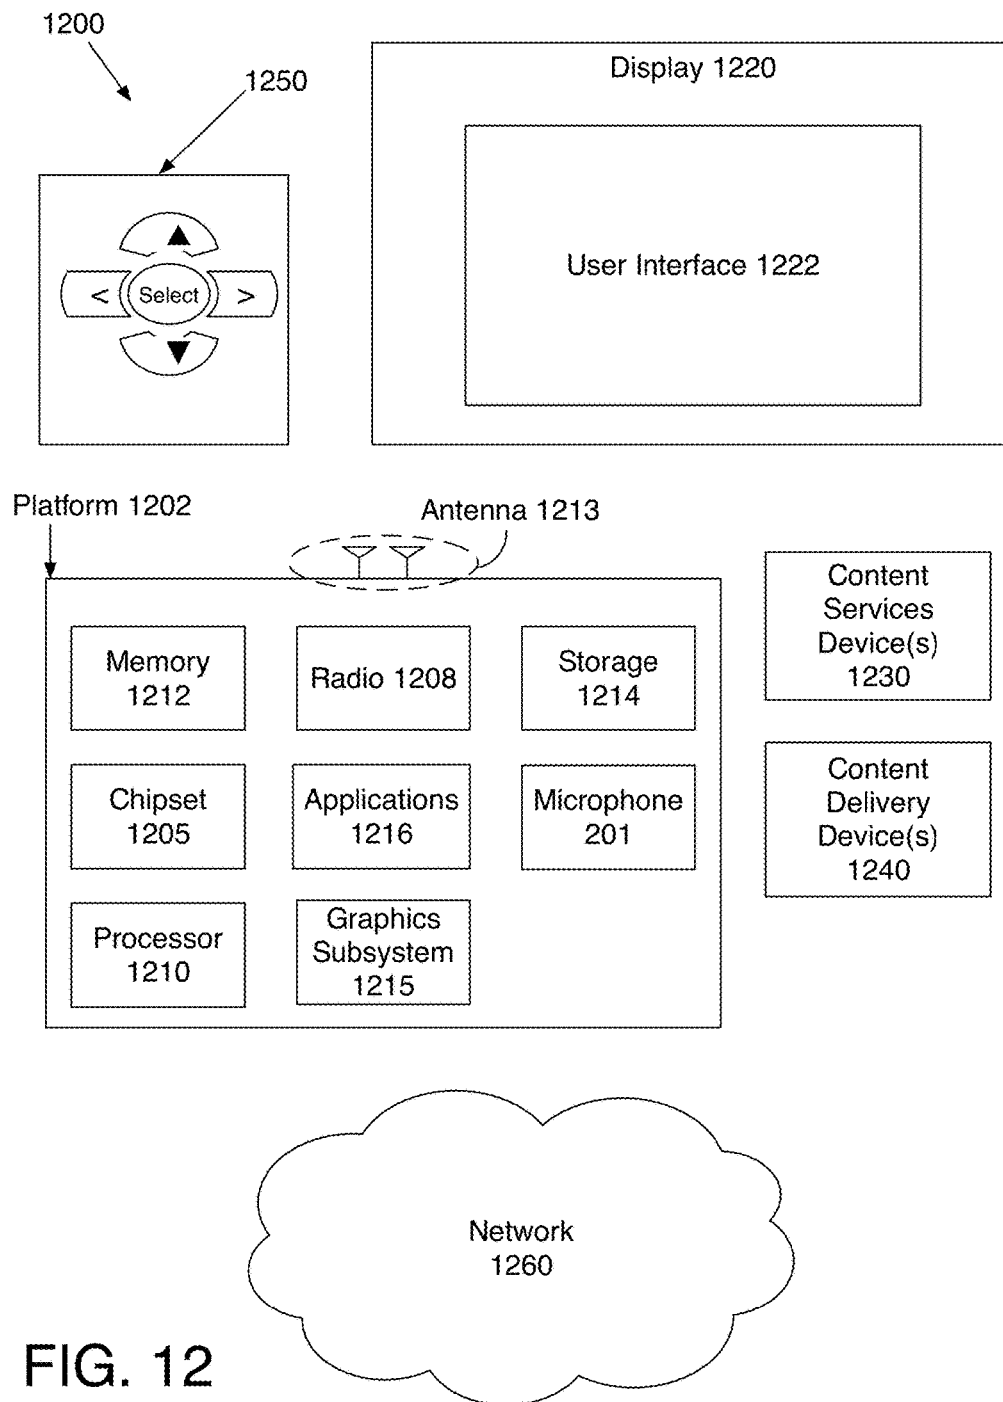 1200
1250
Display 1220
User Interface 1222
<
Select
>
Platform 1202
Antenna 1213
Memory
1212
Radio 1208
Storage
1214
Chipset
1205
Applications
1216
Microphone
201
Processor
1210
Graphics
Subsystem
1215
Content
Services
Device(s)
1230
Content
Delivery
Device(s)
1240
Network
1260
FIG. 12